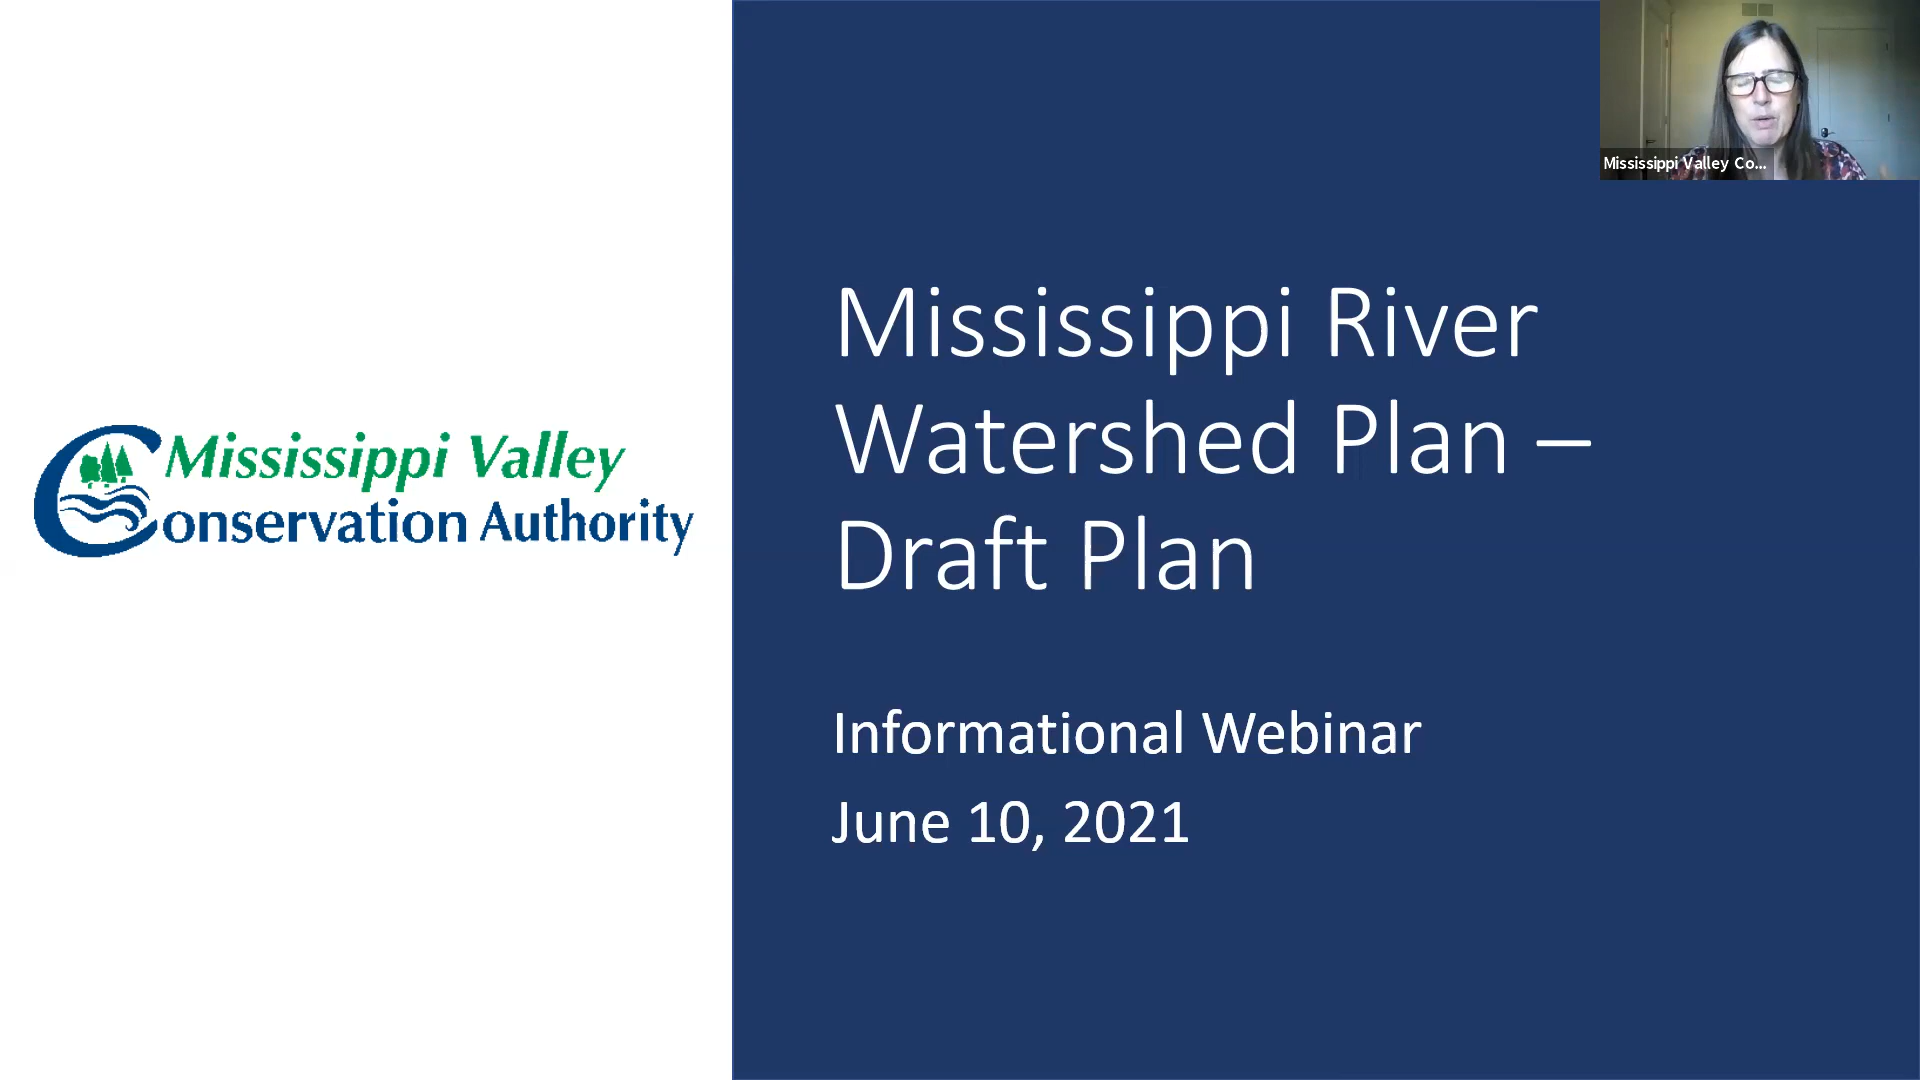 Mississippi Valley Co...
Mississippi River
Watershed Plan –
Draft Plan
Mississippi Valley
Conservation Authority
Informational Webinar
June 10, 2021